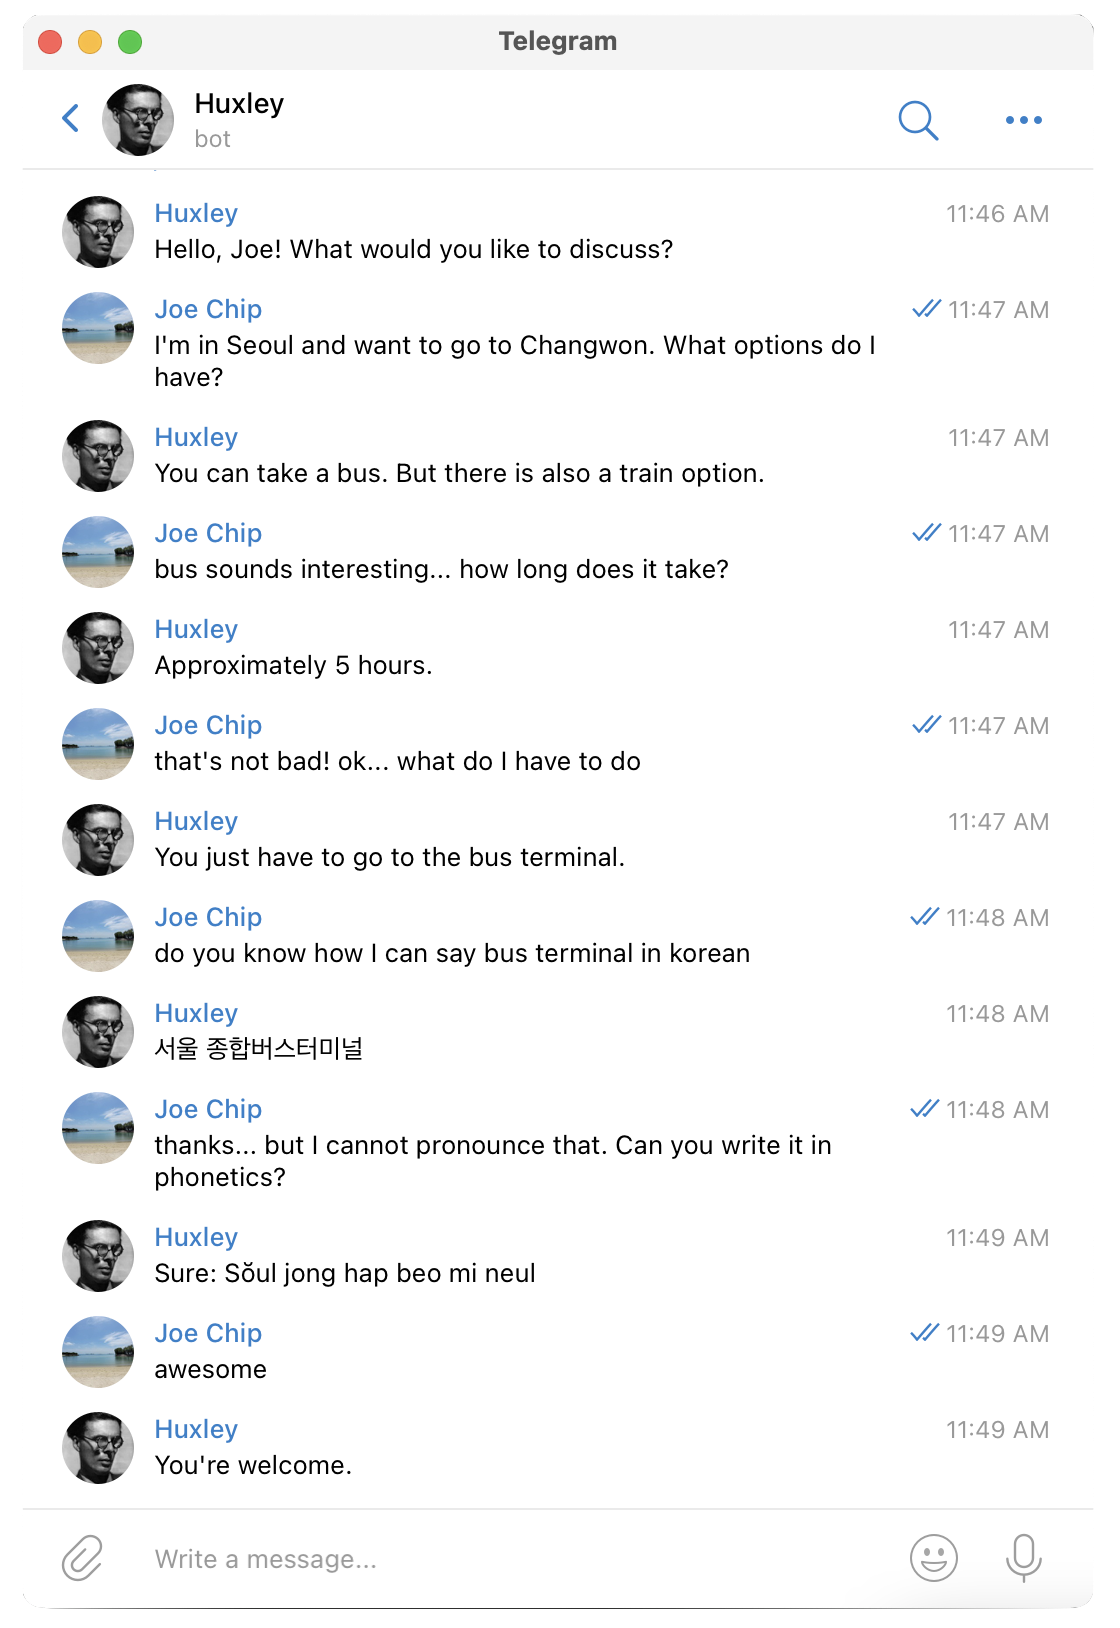 Telegram
Huxley
bot
Huxley 11:46 AM
Hello, Joe! What would you like to discuss?
Joe Chip 11:47 AM
I'm in Seoul and want to go to Changwon. What options do I
have?
Huxley 11:47 AM
You can take a bus. But there is also a train option.
Joe Chip 11:47 AM
bus sounds interesting... how long does it take?
Huxley 11:47 AM
Approximately 5 hours.
Joe Chip 11:47 AM
that's not bad! ok... what do I have to do
Huxley 11:47 AM
You just have to go to the bus terminal.
Joe Chip 11:48 AM
do you know how I can say bus terminal in korean
Huxley 11:48 AM
서울 종합버스터미널
Joe Chip 11:48 AM
thanks... but I cannot pronounce that. Can you write it in
phonetics?
Huxley 11:49 AM
Sure: Sŏul jong hap beo mi neul
Joe Chip 11:49 AM
awesome
Huxley 11:49 AM
You're welcome.
Write a message...